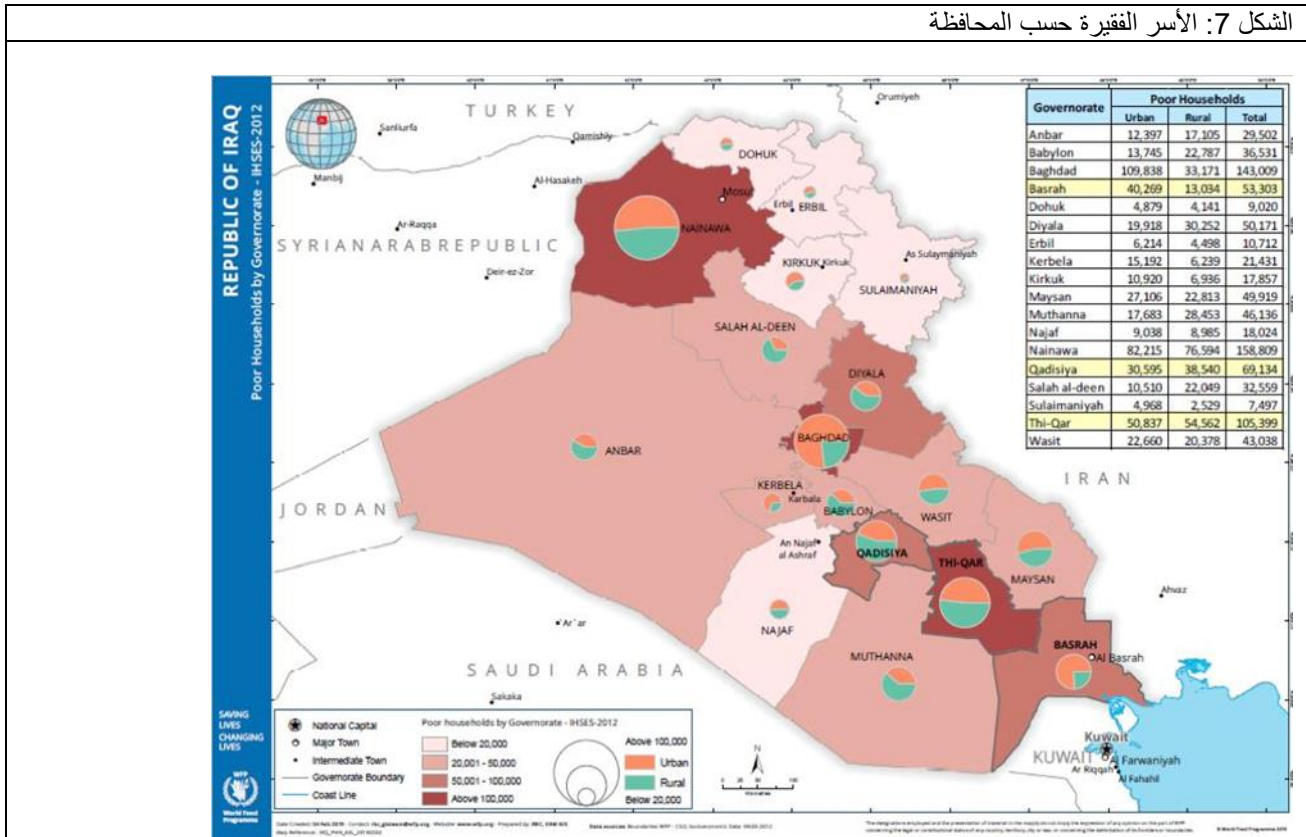 الشكل 7: الأسر الفقيرة حسب المحافظة
REPUBLIC OF IRAQ
Poor Households by Governorate - IHSES-2012
TURKEY
Orumiyeh
Sanliurfa
Qamishly
Manbij
Al-Hasakeh
DOHUK
Mosul
Erbil
ERBIL
Ar-Raqqa
NAINAWA
SYRIAN ARAB REPUBLIC
Deir-ez-Zor
KIRKUK
Kirkuk
As Sulaymaniyah
SULAIMANIYAH
SALAH AL-DEEN
DIYALA
BAGHDAD
ANBAR
IRAN
KERBELA
Karbala
BABYLON
WASIT
JORDAN
An Najaf
al Ashraf
QADISIYA
THI-QAR
MAYSAN
Ahvaz
NAJAF
'Ar'ar
MUTHANNA
BASRAH
Al Basrah
SAUDI ARABIA
Sakaka
KUWAIT
Kuwait
Al Farwaniyah
Ar Riqqah
Al Fahahil
Governorate Poor Households
Urban Rural Total
Anbar 12,397 17,105 29,502
Babylon 13,745 22,787 36,531
Baghdad 109,838 33,171 143,009
Basrah 40,269 13,034 53,303
Dohuk 4,879 4,141 9,020
Diyala 19,918 30,252 50,171
Erbil 6,214 4,498 10,712
Kerbela 15,192 6,239 21,431
Kirkuk 10,920 6,936 17,857
Maysan 27,106 22,813 49,919
Muthanna 17,683 28,453 46,136
Najaf 9,038 8,985 18,024
Nainawa 82,215 76,594 158,809
Qadisiya 30,595 38,540 69,134
Salah al-deen 10,510 22,049 32,559
Sulaimaniyah 4,968 2,529 7,497
Thi-Qar 50,837 54,562 105,399
Wasit 22,660 20,378 43,038
SAVING
LIVES
CHANGING
LIVES
WFP
World Food
Programme
National Capital
Major Town
Intermediate Town
Governorate Boundary
Coast Line
Poor households by Governorate - IHSES-2012
Below 20,000
20,001 - 50,000
50,001 - 100,000
Above 100,000
Above 100,000
Urban
Rural
Below 20,000
N
Kilometres
© World Food Programme 2019